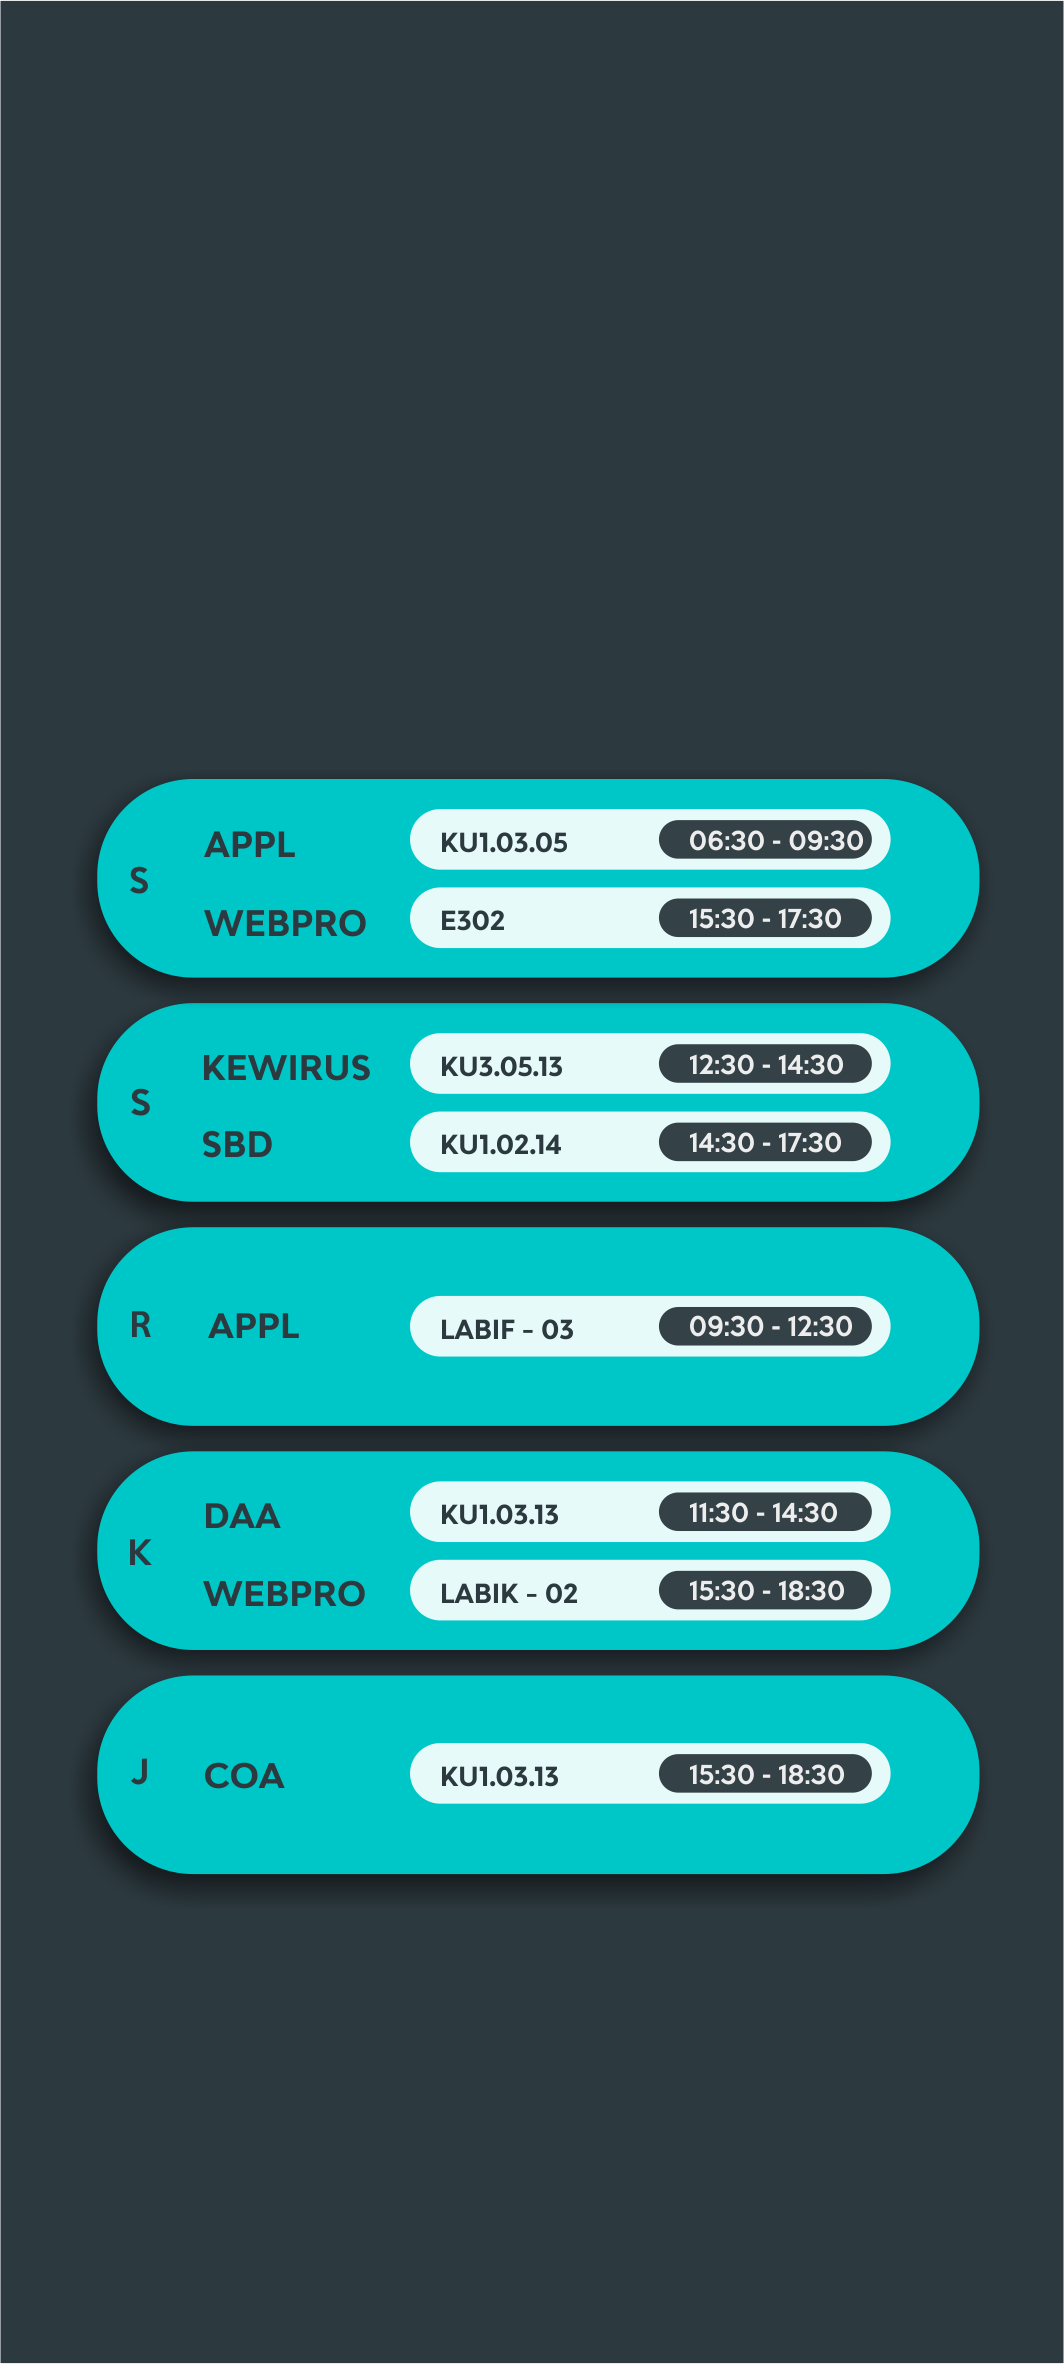 S
APPL KU1.03.05 06:30 - 09:30
WEBPRO E302 15:30 - 17:30
S
KEWIRUS KU3.05.13 12:30 - 14:30
SBD KU1.02.14 14:30 - 17:30
R APPL LABIF - 03 09:30 - 12:30
K
DAA KU1.03.13 11:30 - 14:30
WEBPRO LABIK - 02 15:30 - 18:30
J COA KU1.03.13 15:30 - 18:30